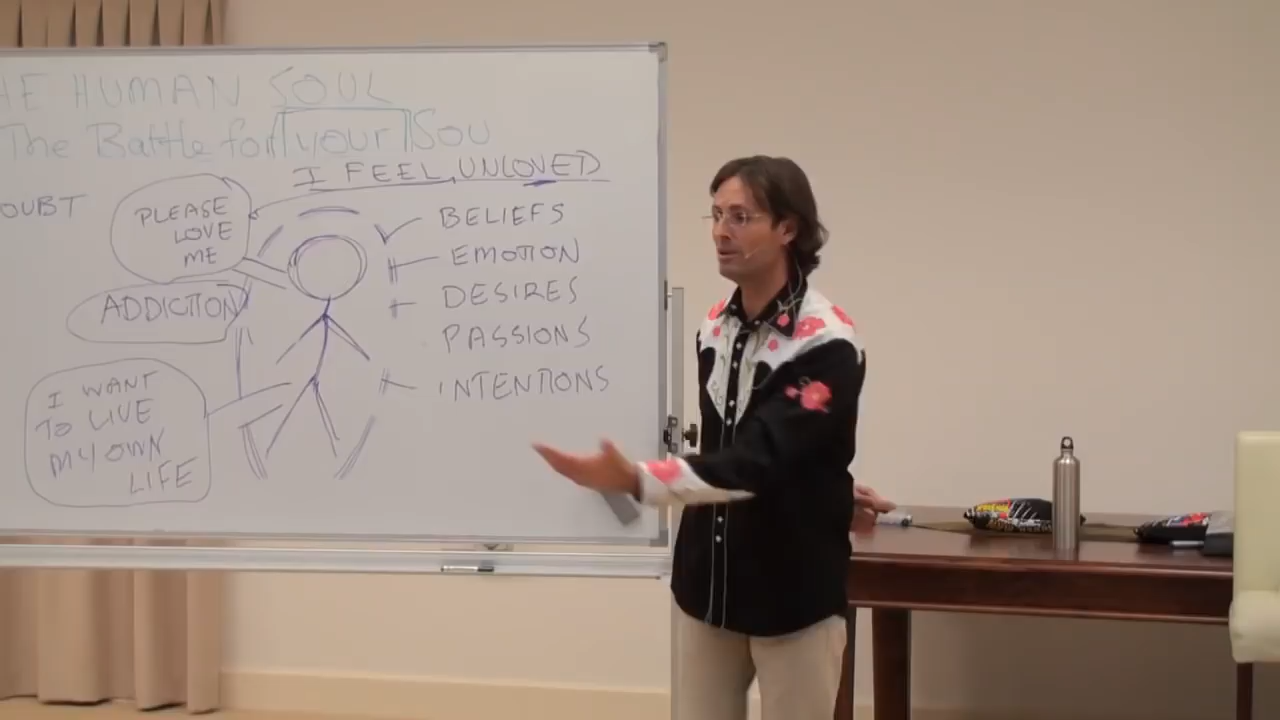 HE HUMAN SOUL
The Battle for your Sou
I FEEL UNLOVED
OUBT
PLEASE
LOVE
ME
ADDICTION
I WANT
TO LIVE
MY OWN
LIFE
BELIEFS
EMOTION
DESIRES
PASSIONS
INTENTIONS